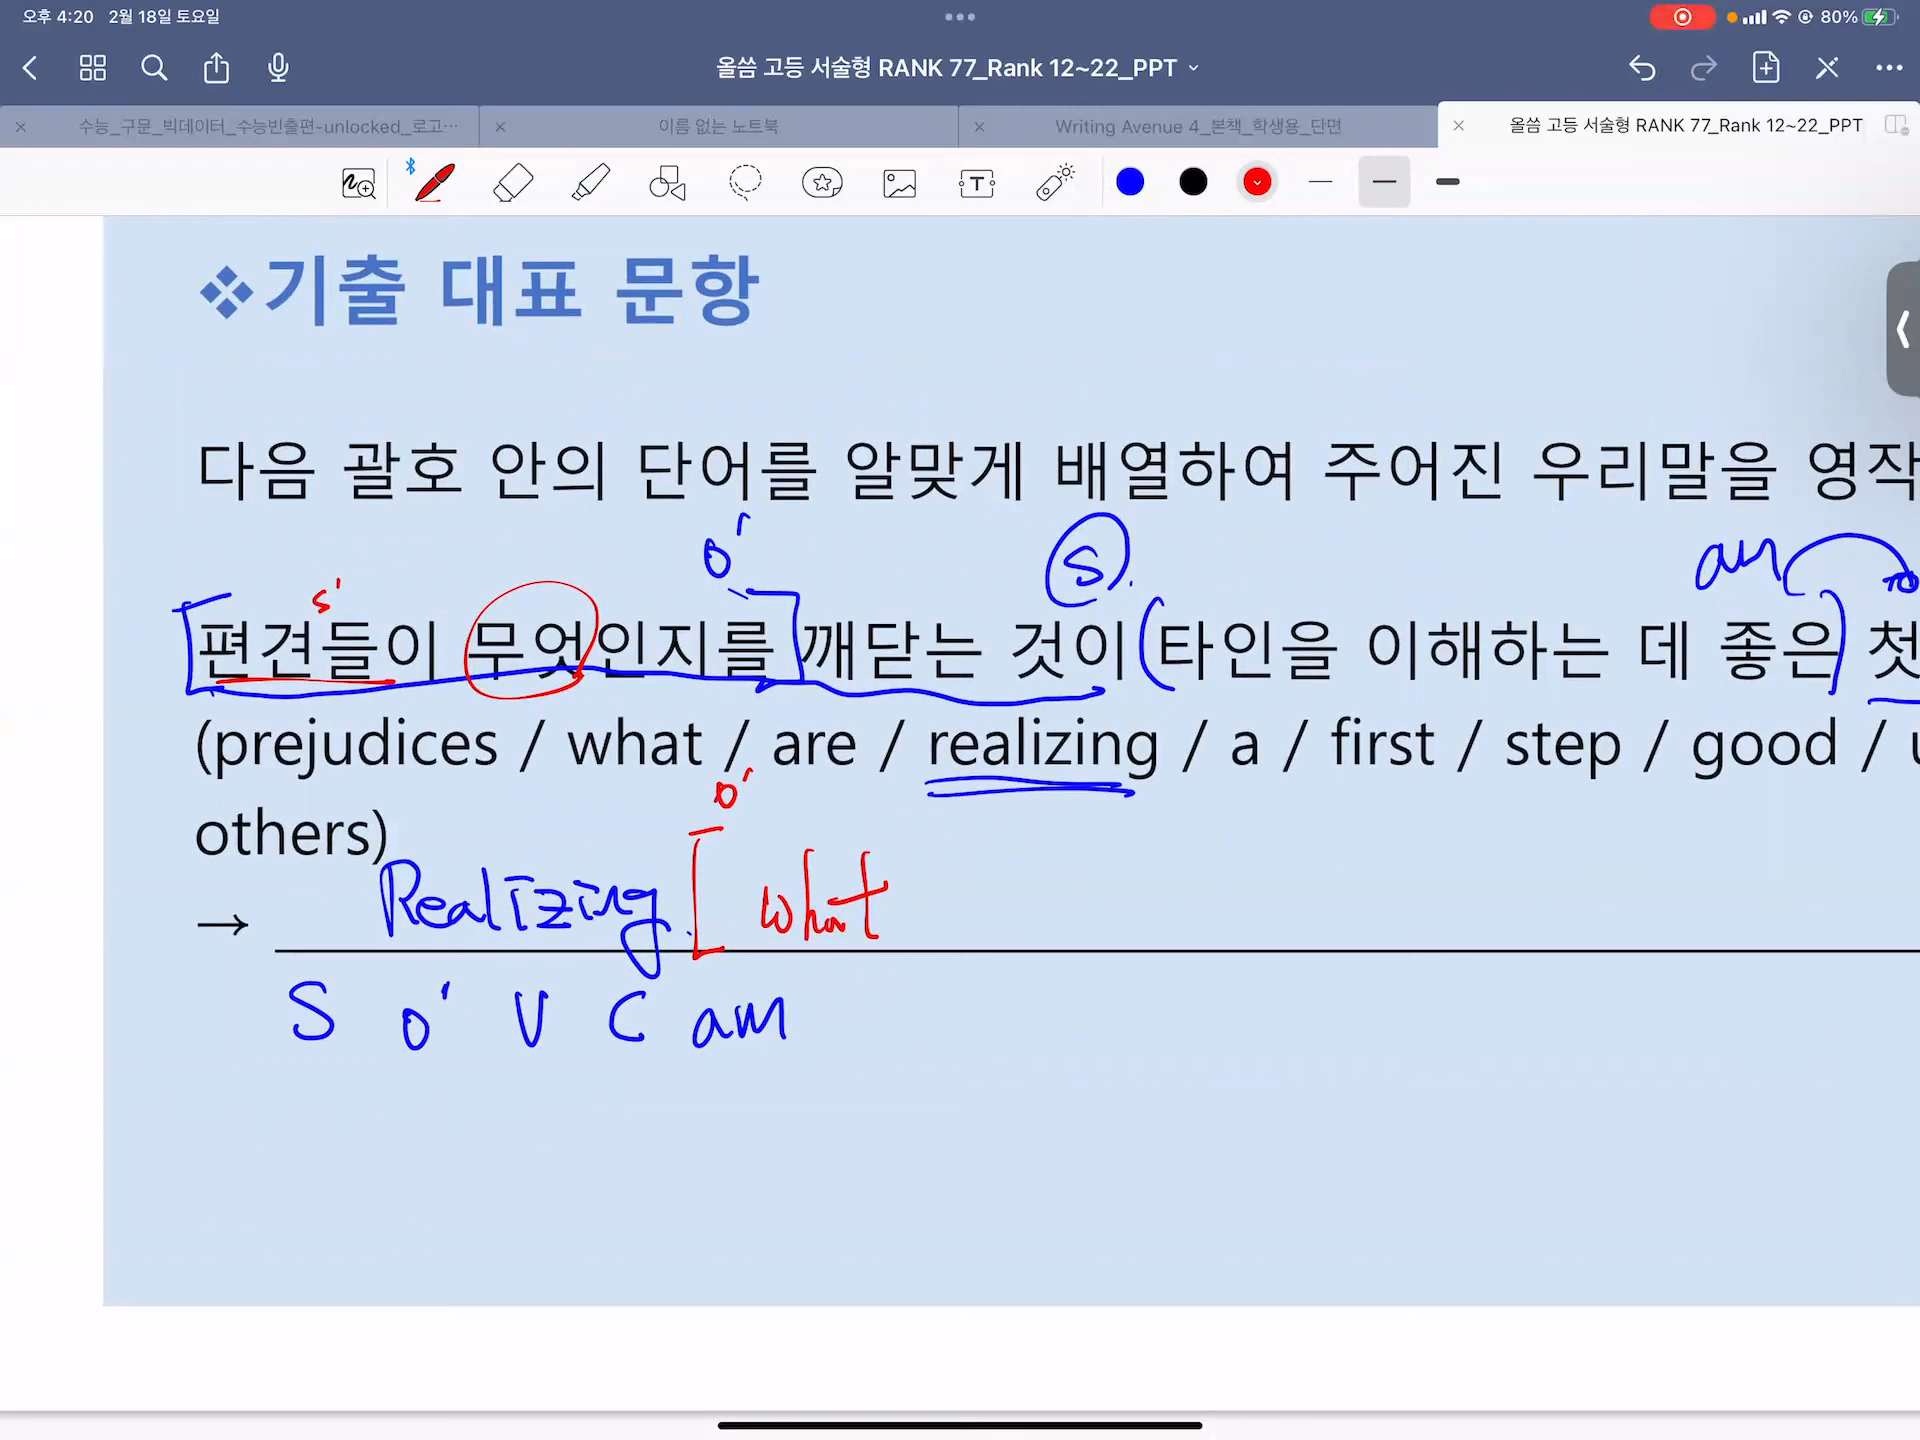 오후 4:20 2월 18일 토요일
80%
올씀 고등 서술형 RANK 77_Rank 12~22_PPT
수능_구문_빅데이터_수능빈출편-unlocked_로고…
이름 없는 노트북
Writing Avenue 4_본책_학생용_단면
올씀 고등 서술형 RANK 77_Rank 12~22_PPT
❖기출 대표 문항
다음 괄호 안의 단어를 알맞게 배열하여 주어진 우리말을 영작
o' S am
s'
편견들이 무엇인지를 깨닫는 것이 (타인을 이해하는 데 좋은) 첫
(prejudices / what / are / realizing / a / first / step / good /
o'
others)
→ Realizing [ what
S o' V C am